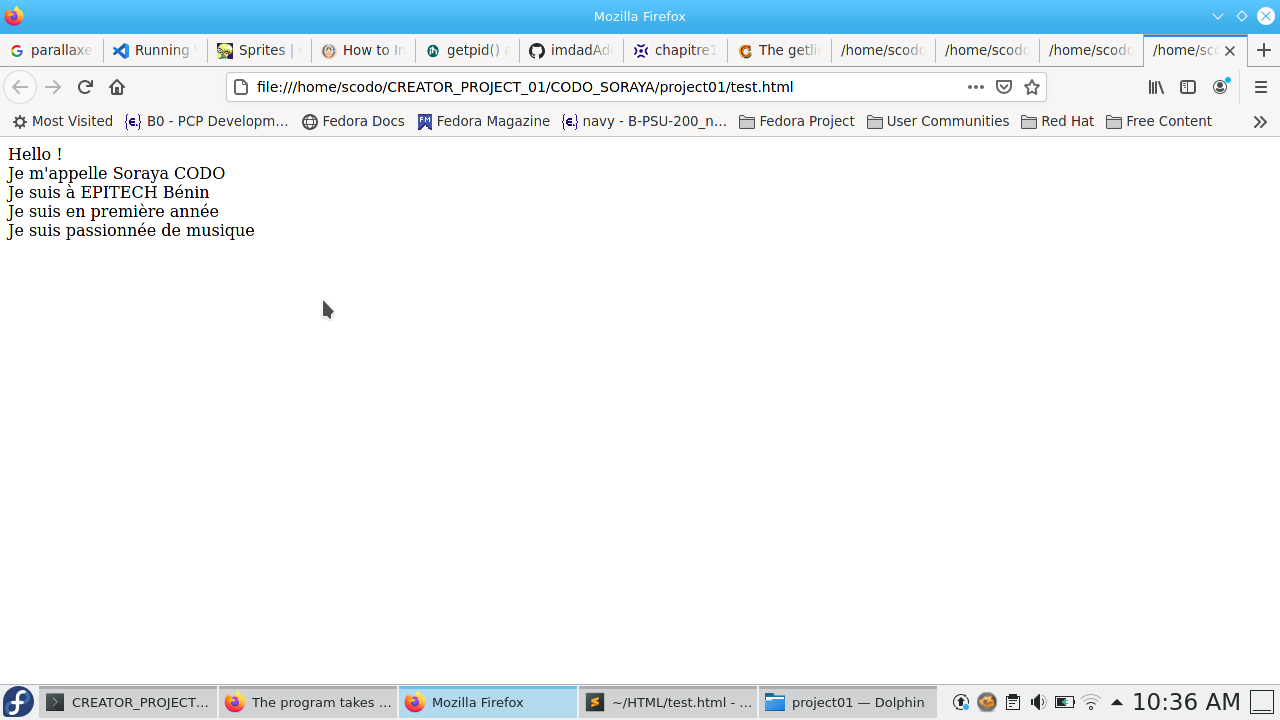 Mozilla Firefox
parallaxe Running Sprites | How to In getpid() a imdadAd chapitre1 The getli /home/scodo /home/scodo /home/scodo /home/sco
file:///home/scodo/CREATOR_PROJECT_01/CODO_SORAYA/project01/test.html
Most Visited B0 - PCP Developm... Fedora Docs FM Fedora Magazine navy - B-PSU-200_n... Fedora Project User Communities Red Hat Free Content
Hello !
Je m'appelle Soraya CODO
Je suis à EPITECH Bénin
Je suis en première année
Je suis passionnée de musique
CREATOR_PROJECT... The program takes ... Mozilla Firefox ~/HTML/test.html - ... project01 — Dolphin 10:36 AM